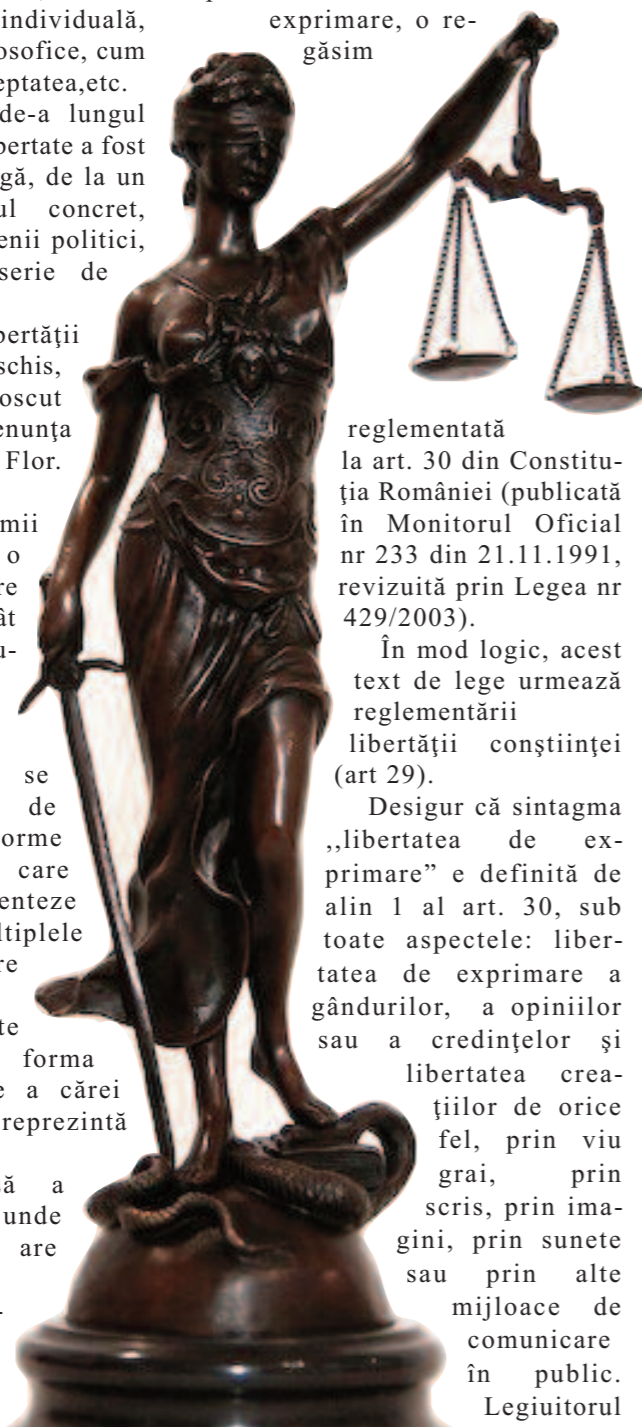 individuală,
osofice, cum
eptatea,etc.
de-a lungul
bertate a fost
gă, de la un
ul concret,
enii politici,
serie de
bertăţii
schis,
oscut
enunţa
Flor.
mii
o
re
ât
u-
se
de
orme
care
enteze
ltiplele
re
te
forma
e a cărei
reprezintă
ă a
unde
are
-
exprimare, o re-
găsim
reglementată
la art. 30 din Constitu-
ţia României (publicată
în Monitorul Oficial
nr 233 din 21.11.1991,
revizuită prin Legea nr
429/2003).
În mod logic, acest
text de lege urmează
reglementării
libertăţii conştiinţei
(art 29).
Desigur că sintagma
,,libertatea de ex-
primare” e definită de
alin 1 al art. 30, sub
toate aspectele: liber-
tatea de exprimare a
gândurilor, a opiniilor
sau a credinţelor şi
libertatea crea-
ţiilor de orice
fel, prin viu
grai, prin
scris, prin ima-
gini, prin sunete
sau prin alte
mijloace de
comunicare
în public.
Legiuitorul